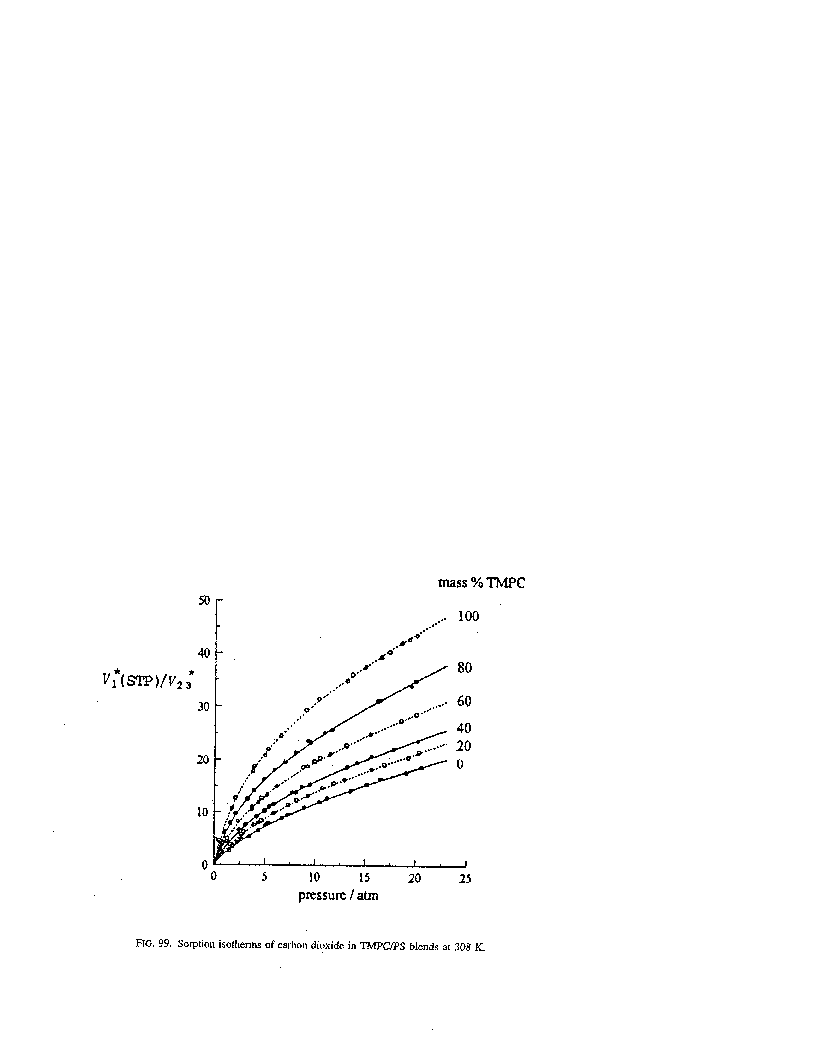 mass % TMPC
50
100
40
80
V₁*(STP)/V₂₃*
30
60
40
20
20
0
10
0
0 5 10 15 20 25
pressure / atm
FIG. 99. Sorption isotherms of carbon dioxide in TMPC/PS blends at 308 K.